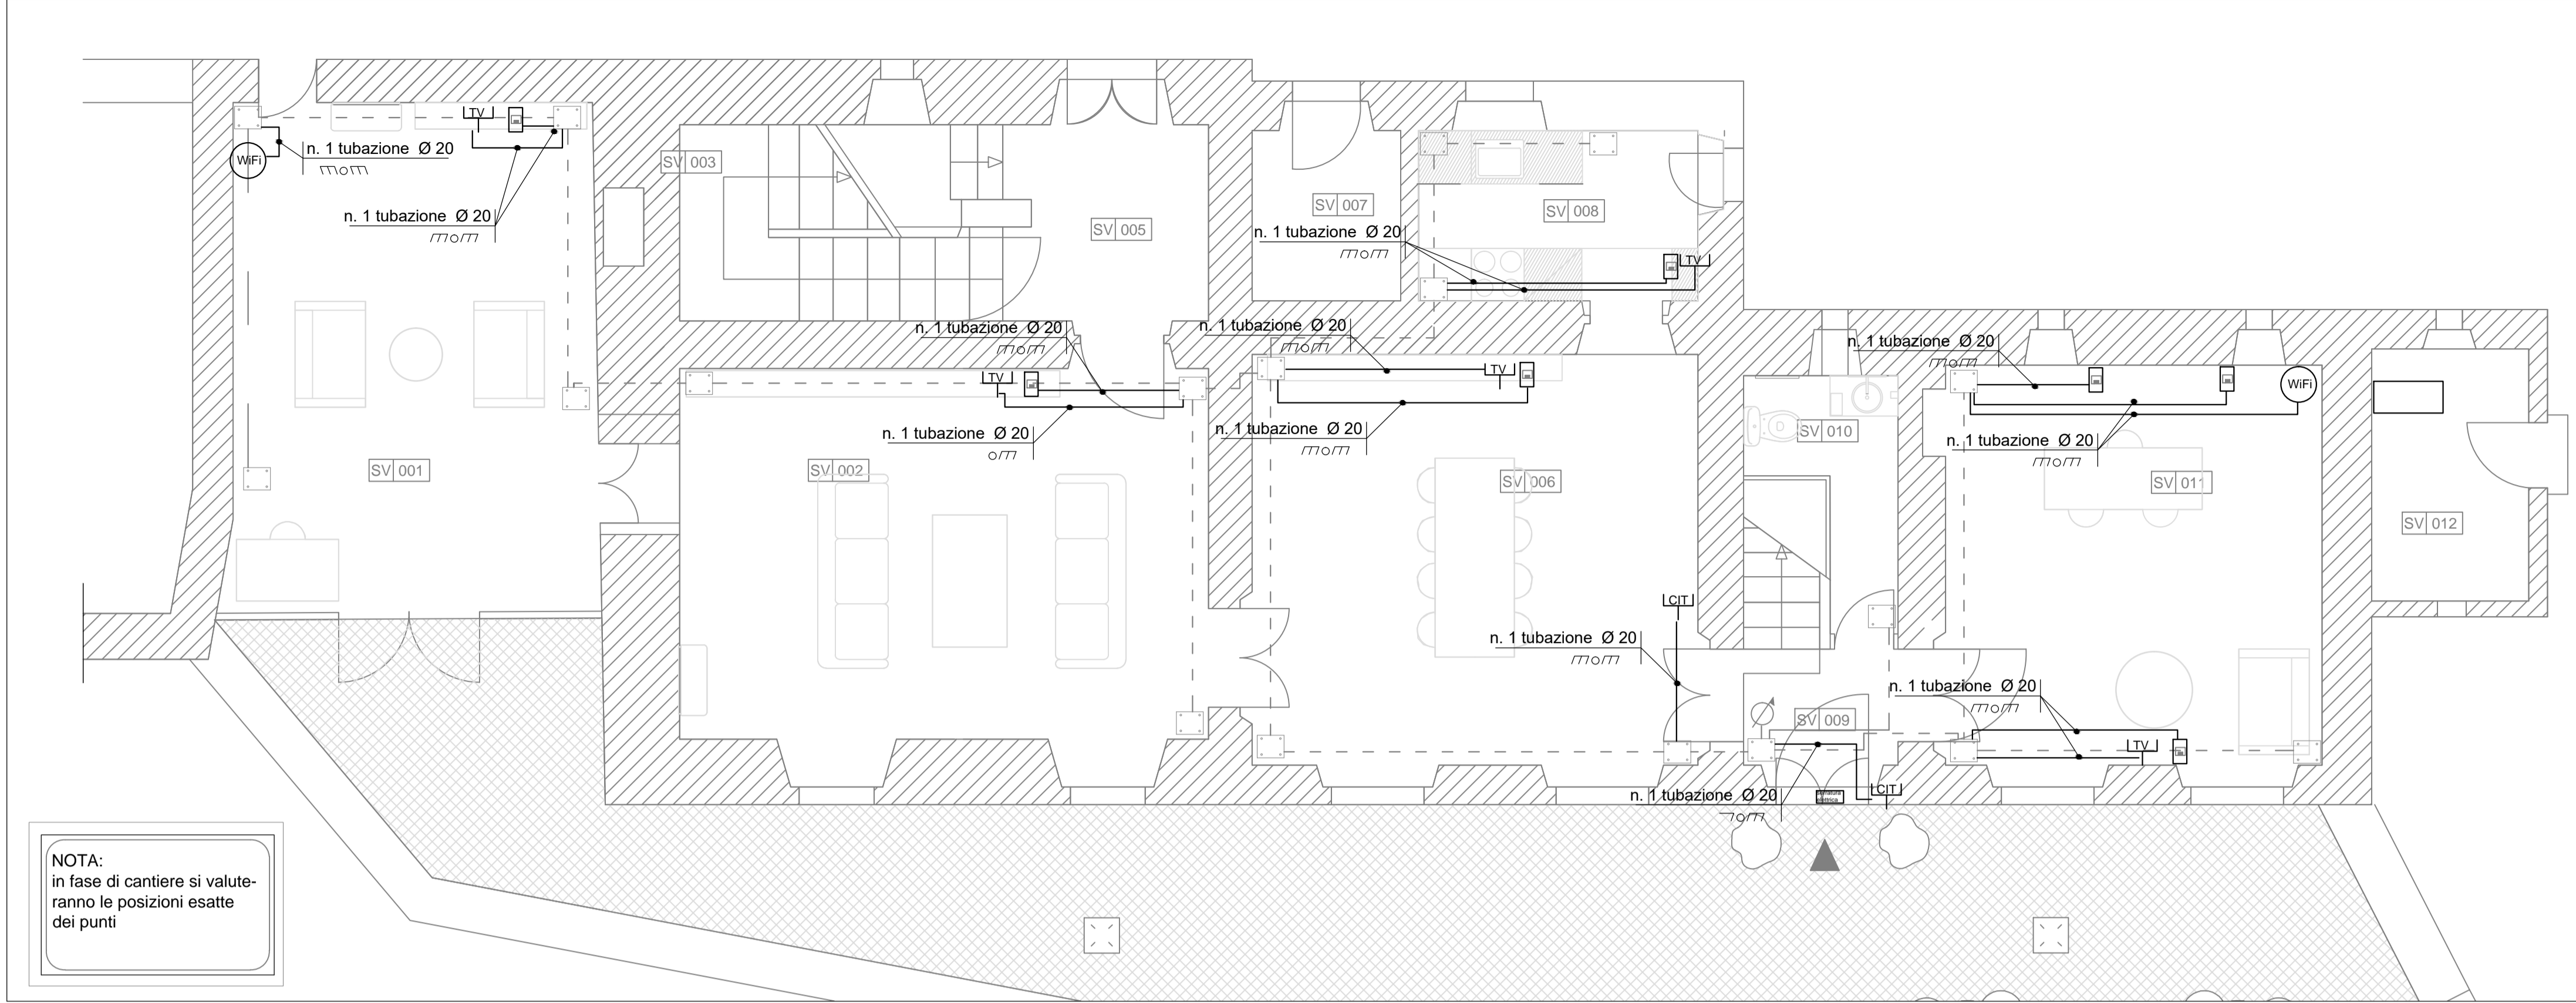 TV
WiFi
n. 1 tubazione Ø 20
n. 1 tubazione Ø 20
SV 003
SV 005
SV 007
SV 008
n. 1 tubazione Ø 20
TV
n. 1 tubazione Ø 20
n. 1 tubazione Ø 20
n. 1 tubazione Ø 20
TV
TV
WiFi
n. 1 tubazione Ø 20
n. 1 tubazione Ø 20
SV 010
n. 1 tubazione Ø 20
SV 001
SV 002
SV 006
SV 011
SV 012
CIT
n. 1 tubazione Ø 20
n. 1 tubazione Ø 20
SV 009
TV
n. 1 tubazione Ø 20
elettrica
CIT
NOTA:
in fase di cantiere si valute-
ranno le posizioni esatte
dei punti